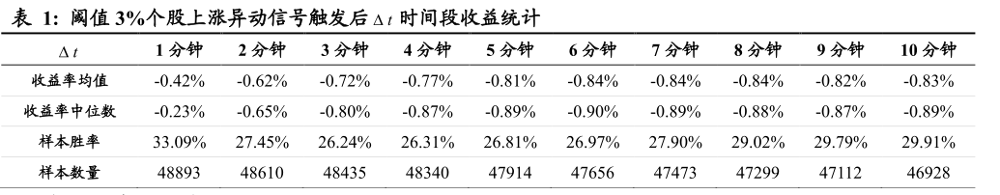 表 1: 阈值 3%个股上涨异动信号触发后 Δt 时间段收益统计
Δt 1 分钟 2 分钟 3 分钟 4 分钟 5 分钟 6 分钟 7 分钟 8 分钟 9 分钟 10 分钟
收益率均值 -0.42% -0.62% -0.72% -0.77% -0.81% -0.84% -0.84% -0.84% -0.82% -0.83%
收益率中位数 -0.23% -0.65% -0.80% -0.87% -0.89% -0.90% -0.89% -0.88% -0.87% -0.89%
样本胜率 33.09% 27.45% 26.24% 26.31% 26.81% 26.97% 27.90% 29.02% 29.79% 29.91%
样本数量 48893 48610 48435 48340 47914 47656 47473 47299 47112 46928